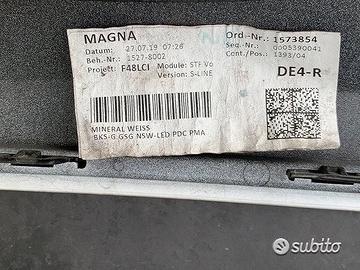 MAGNA
Datum: 27.07.19 07:26
Beh.-Nr.: 1527-8002
Projekt: F48LCI Module: STF Vo
Version: S-LINE
Ord.-Nr.: 1573854
Seq.-Nr.: 0005390041
Cont./Pos.: 1393/04
DE4-R
MINERAL WEISS
BKS-G GSG NSW-LED PDC PMA
subito